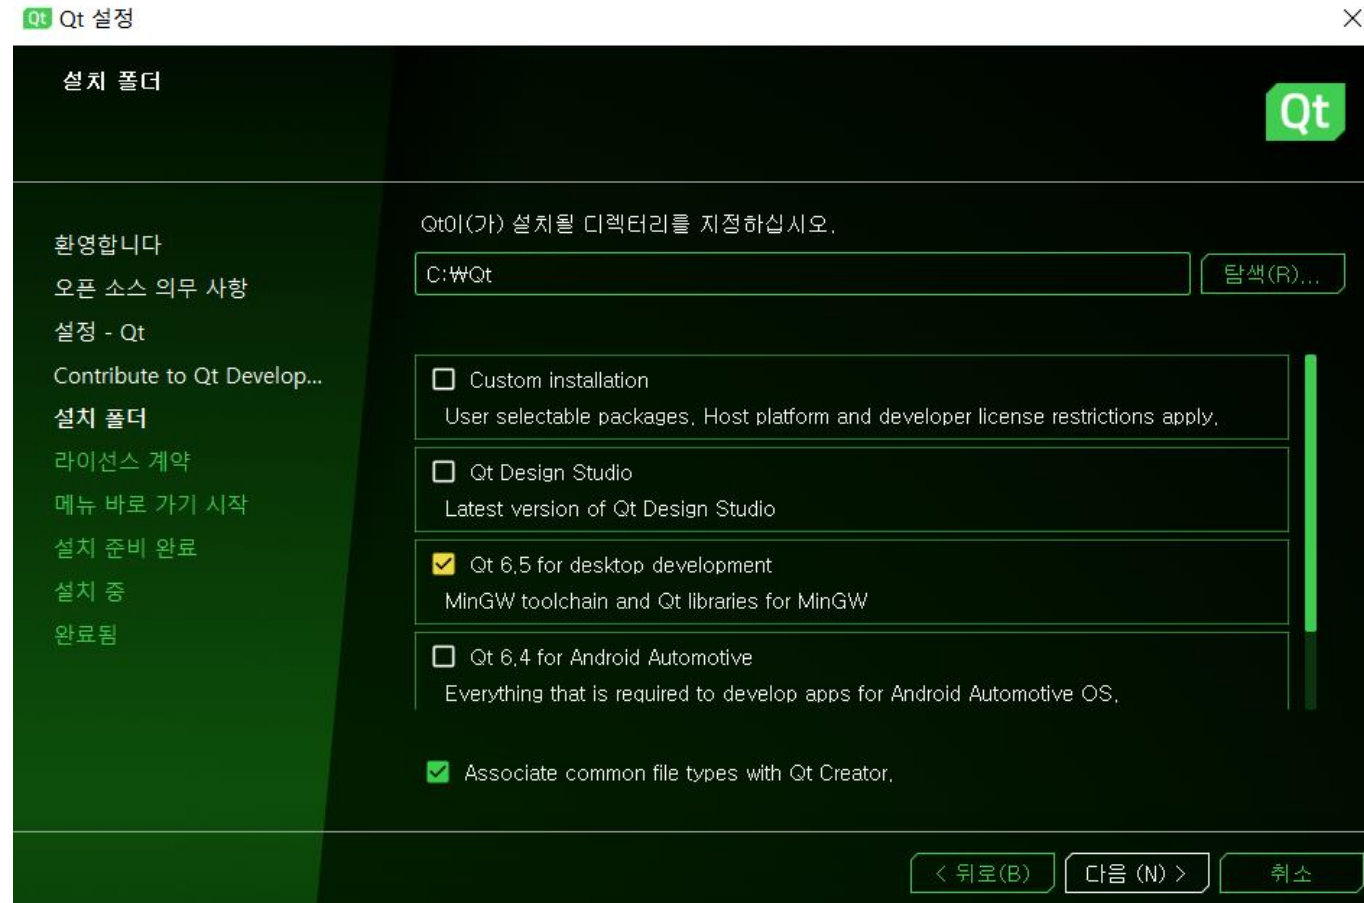 Qt Qt 설정
설치 폴더
Qt
환영합니다
오픈 소스 의무 사항
설정 - Qt
Contribute to Qt Develop...
설치 폴더
라이선스 계약
메뉴 바로 가기 시작
설치 준비 완료
설치 중
완료됨
Qt이(가) 설치될 디렉터리를 지정하십시오.
C:₩Qt
탐색(R)...
Custom installation
User selectable packages, Host platform and developer license restrictions apply.
Qt Design Studio
Latest version of Qt Design Studio
Qt 6.5 for desktop development
MinGW toolchain and Qt libraries for MinGW
Qt 6.4 for Android Automotive
Everything that is required to develop apps for Android Automotive OS.
Associate common file types with Qt Creator.
< 뒤로(B)
다음 (N) >
취소